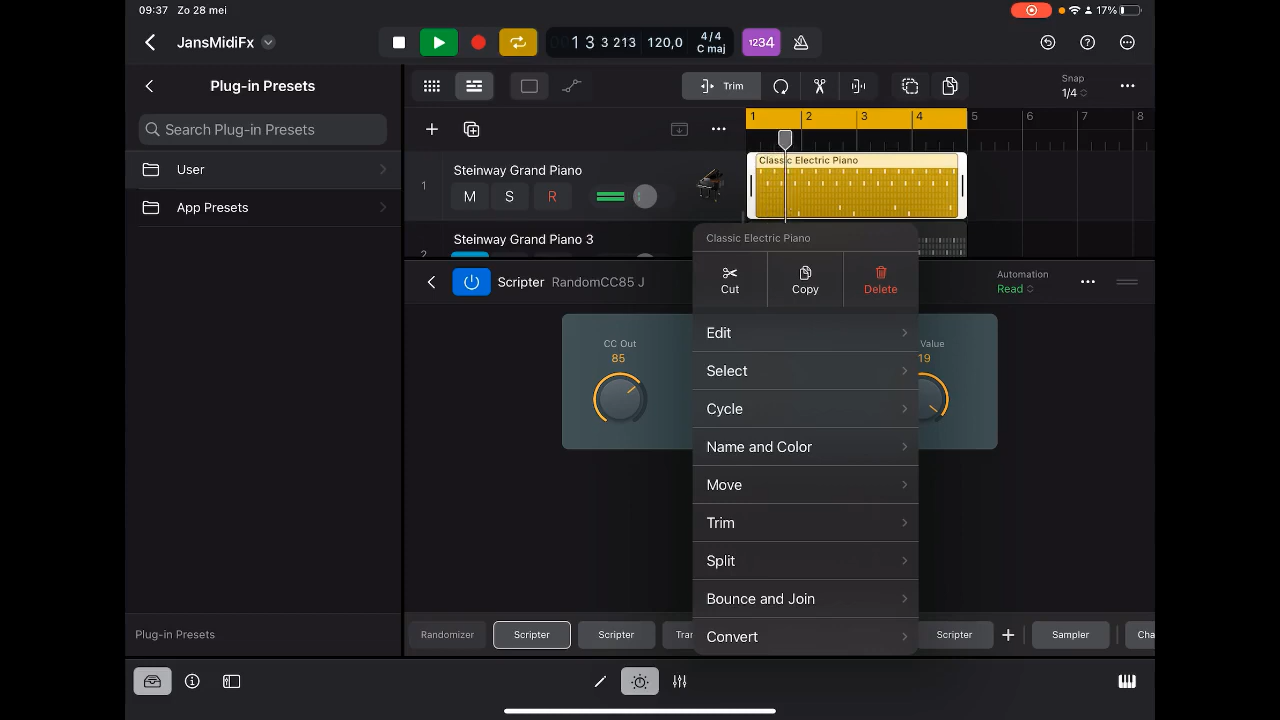 09:37 Zo 28 mei
17%
JansMidiFx
1 3 3 213
120,0
4/4
C maj
1234
Plug-in Presets
Trim
Snap
1/4
Search Plug-in Presets
1 2 3 4 5 6 7 8
User
App Presets
1
Steinway Grand Piano
M S R
Classic Electric Piano
2
Steinway Grand Piano 3
Classic Electric Piano
Cut
Copy
Delete
Edit
Select
Cycle
Name and Color
Move
Trim
Split
Bounce and Join
Convert
Scripter RandomCC85 J
Automation
Read
CC Out
85
Value
19
Plug-in Presets
Randomizer
Scripter
Scripter
Tra
Scripter
Sampler
Cha